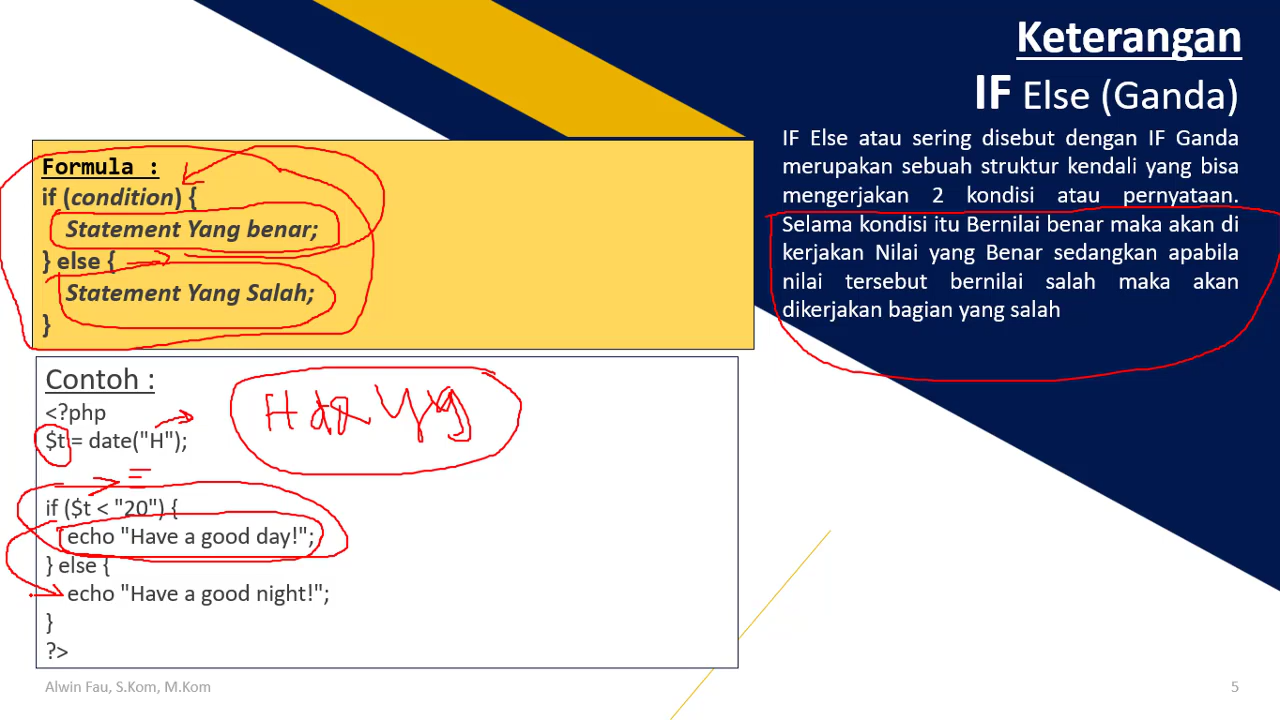 Keterangan
IF Else (Ganda)
IF Else atau sering disebut dengan IF Ganda
merupakan sebuah struktur kendali yang bisa
mengerjakan 2 kondisi atau pernyataan.
Selama kondisi itu Bernilai benar maka akan di
kerjakan Nilai yang Benar sedangkan apabila
nilai tersebut bernilai salah maka akan
dikerjakan bagian yang salah
Formula :
if (condition) {
Statement Yang benar;
} else {
Statement Yang Salah;
}
Contoh :
<?php
$t = date("H");
if ($t < "20") {
echo "Have a good day!";
} else {
echo "Have a good night!";
}
?>
Alwin Fau, S.Kom, M.Kom
5